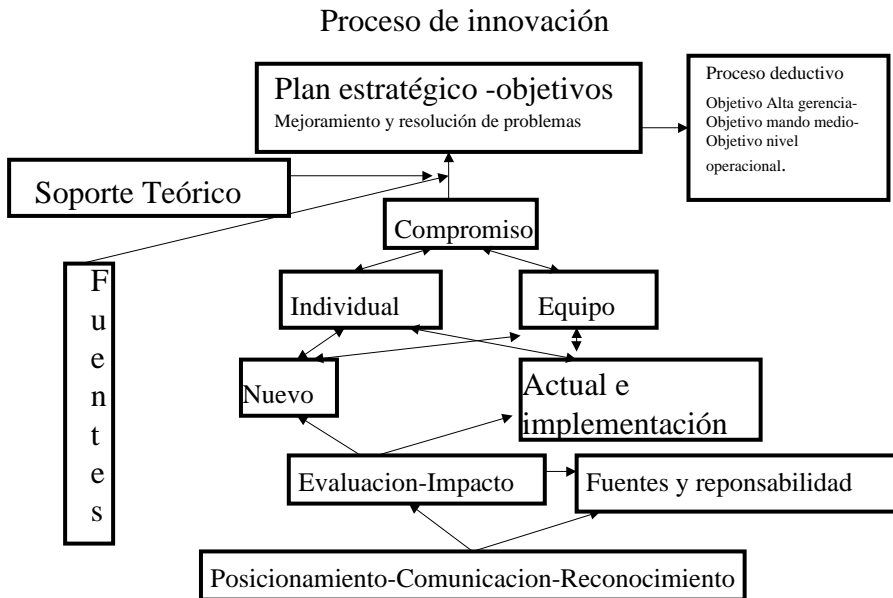 Proceso de innovación
Plan estratégico -objetivos
Mejoramiento y resolución de problemas
Proceso deductivo
Objetivo Alta gerencia-
Objetivo mando medio-
Objetivo nivel
operacional.
Soporte Teórico
Compromiso
Fuentes
Individual
Equipo
Nuevo
Actual e
implementación
Evaluacion-Impacto
Fuentes y reponsabilidad
Posicionamiento-Comunicacion-Reconocimiento